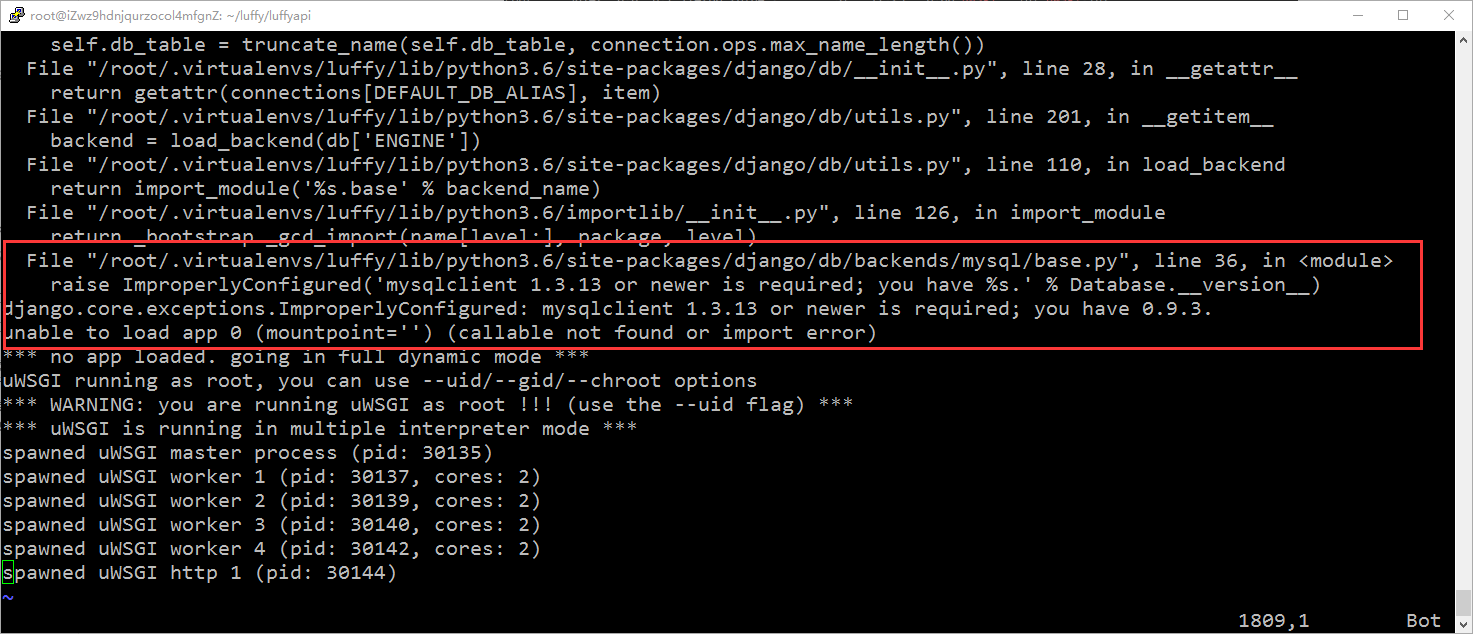 root@iZwz9hdnjqurzocol4mfgnZ: ~/luffy/luffyapi
    self.db_table = truncate_name(self.db_table, connection.ops.max_name_length())
  File "/root/.virtualenvs/luffy/lib/python3.6/site-packages/django/db/__init__.py", line 28, in __getattr__
    return getattr(connections[DEFAULT_DB_ALIAS], item)
  File "/root/.virtualenvs/luffy/lib/python3.6/site-packages/django/db/utils.py", line 201, in __getitem__
    backend = load_backend(db['ENGINE'])
  File "/root/.virtualenvs/luffy/lib/python3.6/site-packages/django/db/utils.py", line 110, in load_backend
    return import_module('%s.base' % backend_name)
  File "/root/.virtualenvs/luffy/lib/python3.6/importlib/__init__.py", line 126, in import_module
    return _bootstrap._gcd_import(name[level:], package, level)
  File "/root/.virtualenvs/luffy/lib/python3.6/site-packages/django/db/backends/mysql/base.py", line 36, in <module>
    raise ImproperlyConfigured('mysqlclient 1.3.13 or newer is required; you have %s.' % Database.__version__)
django.core.exceptions.ImproperlyConfigured: mysqlclient 1.3.13 or newer is required; you have 0.9.3.
unable to load app 0 (mountpoint='') (callable not found or import error)
*** no app loaded. going in full dynamic mode ***
uWSGI running as root, you can use --uid/--gid/--chroot options
*** WARNING: you are running uWSGI as root !!! (use the --uid flag) ***
*** uWSGI is running in multiple interpreter mode ***
spawned uWSGI master process (pid: 30135)
spawned uWSGI worker 1 (pid: 30137, cores: 2)
spawned uWSGI worker 2 (pid: 30139, cores: 2)
spawned uWSGI worker 3 (pid: 30140, cores: 2)
spawned uWSGI worker 4 (pid: 30142, cores: 2)
spawned uWSGI http 1 (pid: 30144)
~
1809,1 Bot